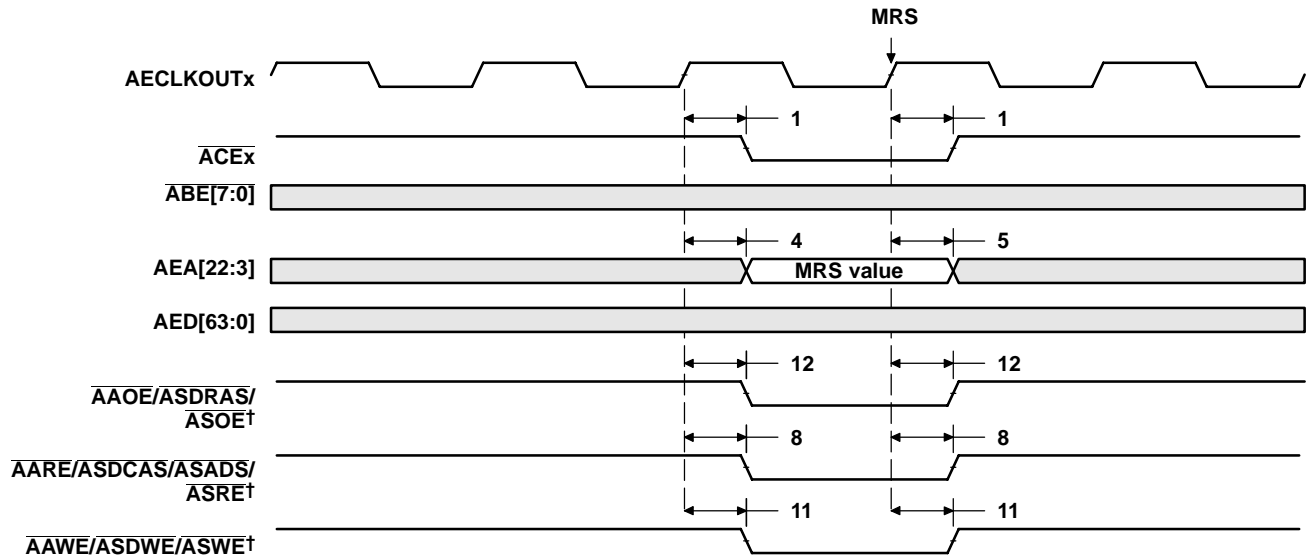 MRS
AECLKOUTx
1 1
ACEx
ABE[7:0]
4 5
AEA[22:3] MRS value
AED[63:0]
12 12
AAOE/ASDRAS/
ASOE†
8 8
AARE/ASDCAS/ASADS/
ASRE†
11 11
AAWE/ASDWE/ASWE†